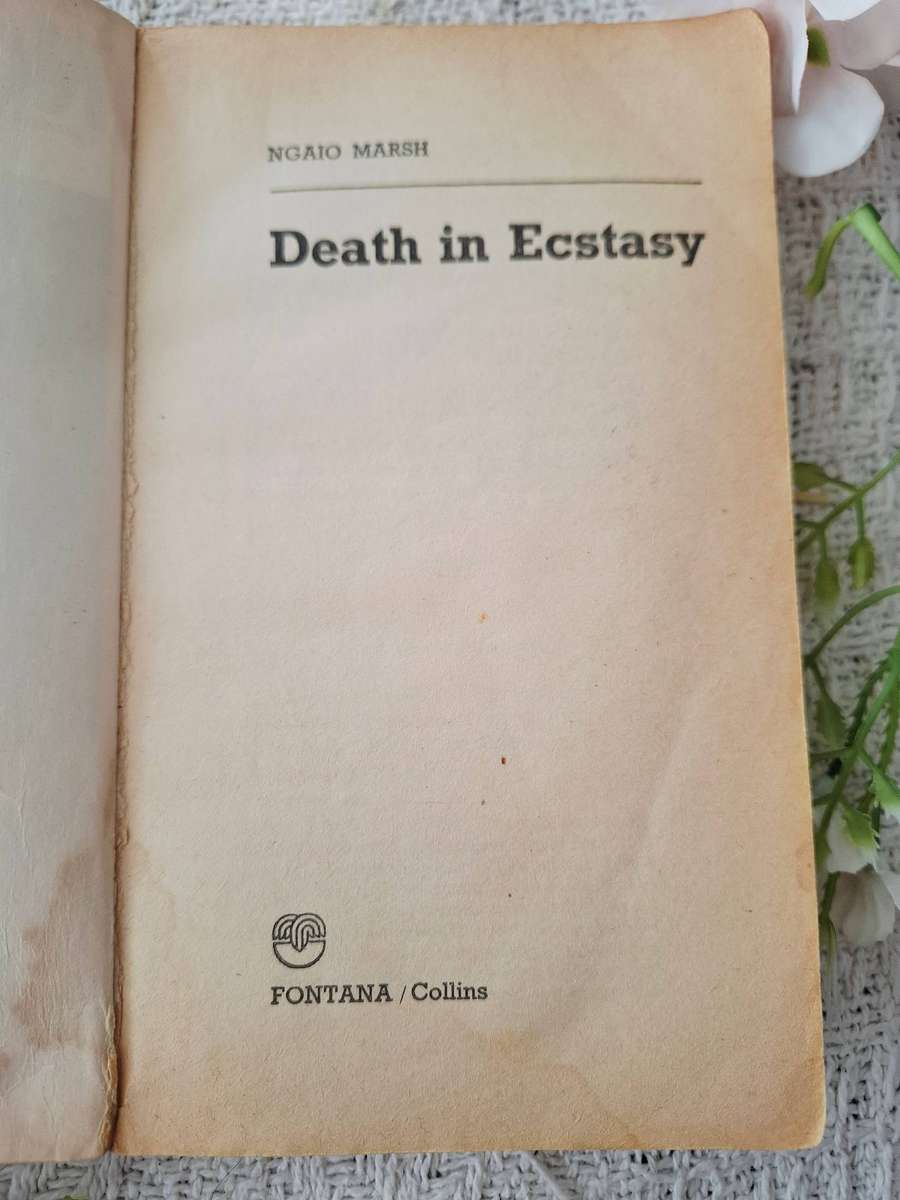 NGAIO MARSH
Death in Ecstasy
FONTANA / Collins